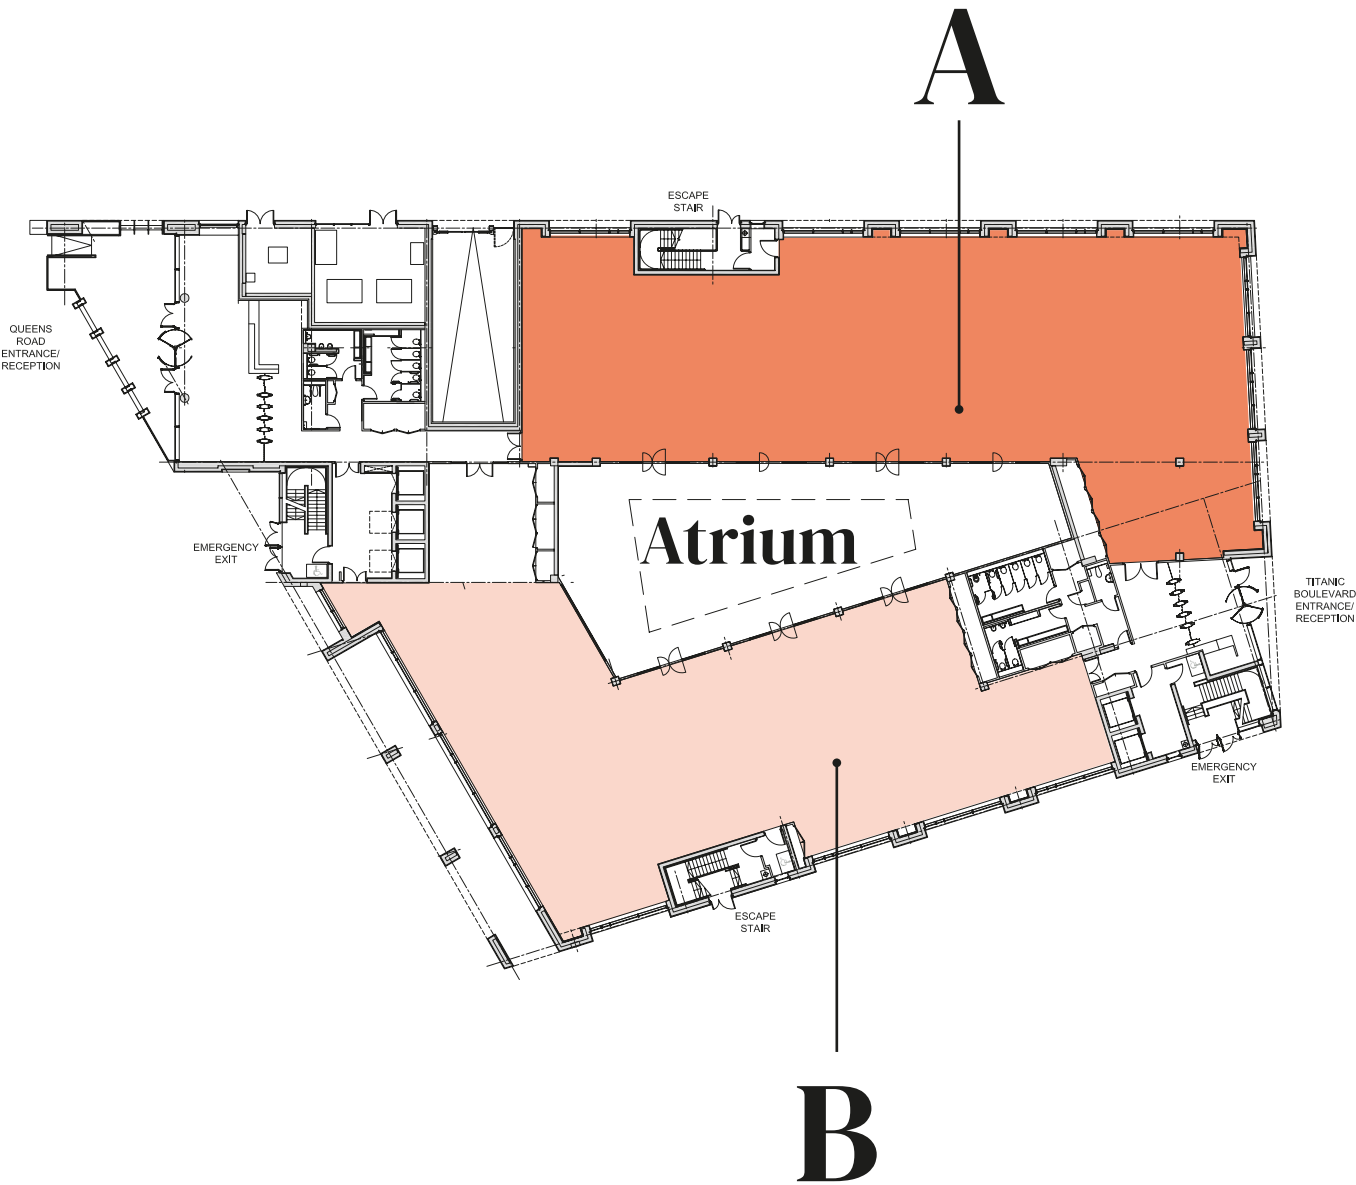 A
ESCAPE
STAIR
QUEENS
ROAD
ENTRANCE/
RECEPTION
Atrium
EMERGENCY
EXIT
TITANIC
BOULEVARD
ENTRANCE/
RECEPTION
EMERGENCY
EXIT
ESCAPE
STAIR
B